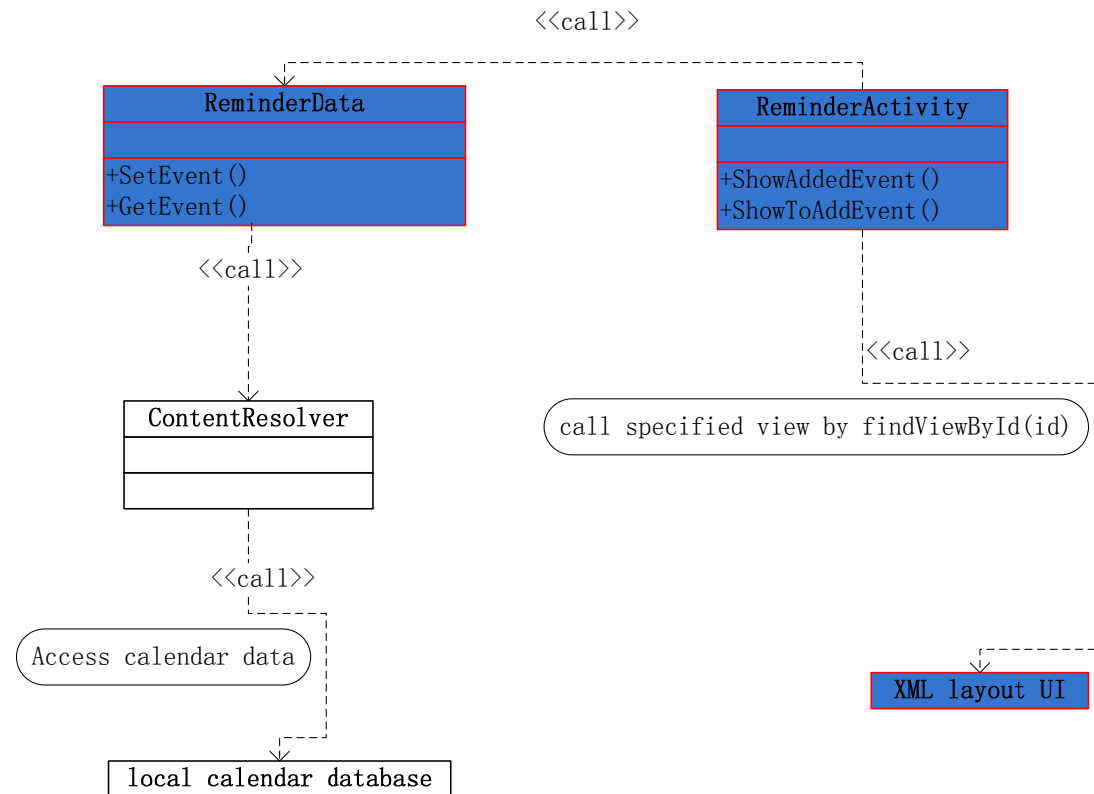 <<call>>
ReminderData
+SetEvent()
+GetEvent()
ReminderActivity
+ShowAddedEvent()
+ShowToAddEvent()
<<call>>
<<call>>
ContentResolver
call specified view by findViewById(id)
<<call>>
Access calendar data
XML layout UI
local calendar database